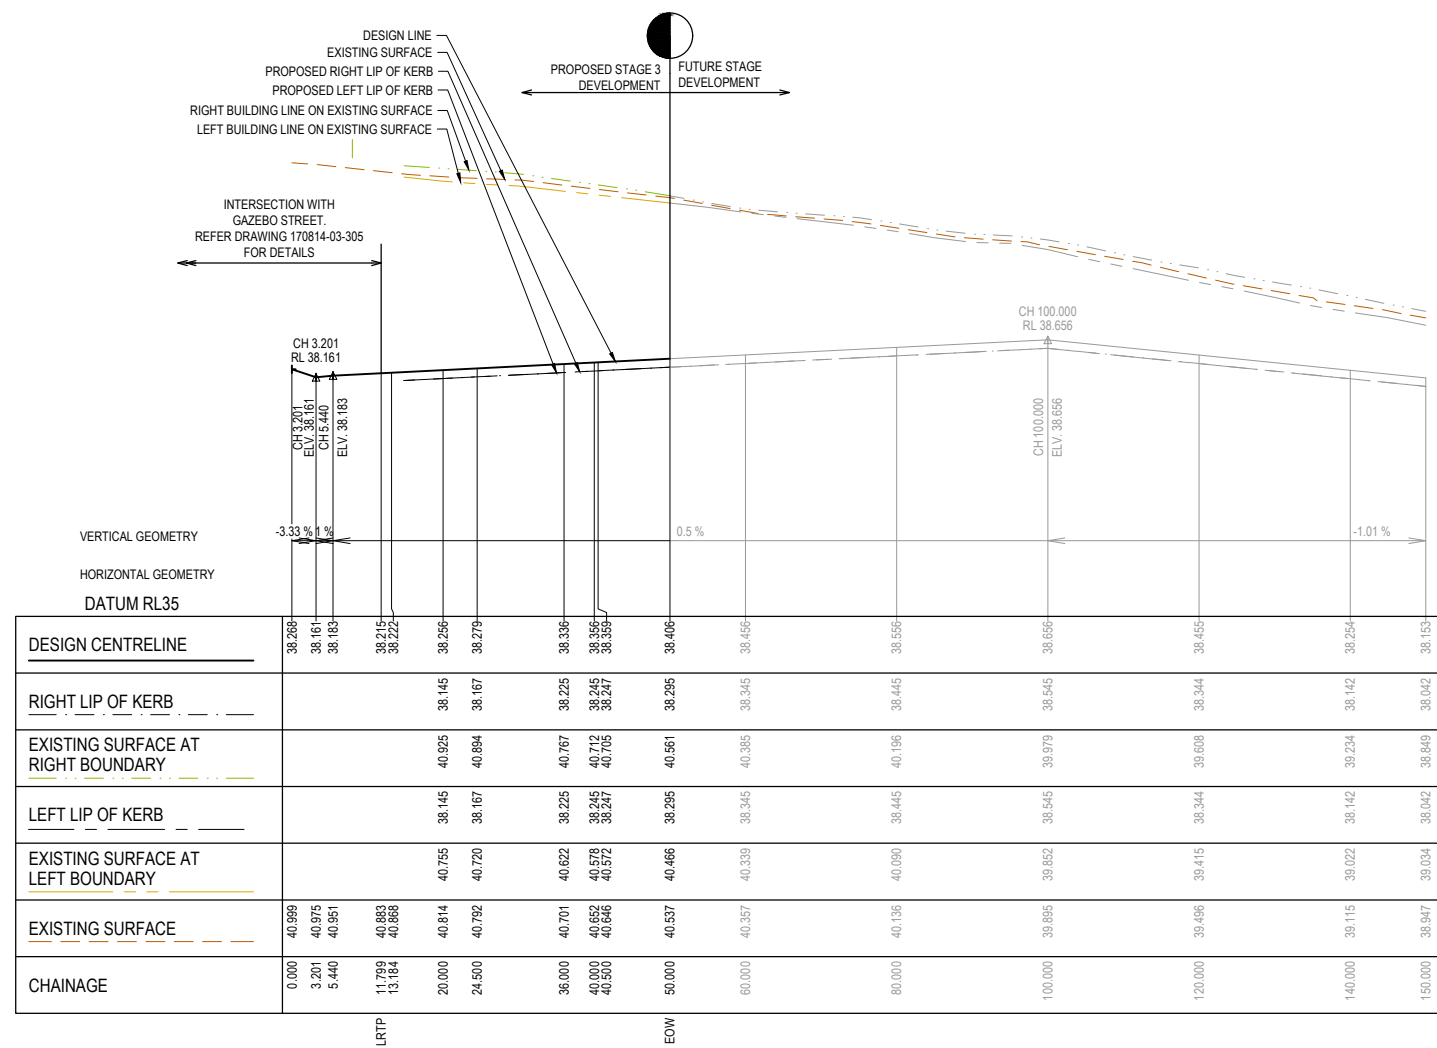 DESIGN LINE
EXISTING SURFACE
PROPOSED RIGHT LIP OF KERB
PROPOSED LEFT LIP OF KERB
RIGHT BUILDING LINE ON EXISTING SURFACE
LEFT BUILDING LINE ON EXISTING SURFACE
PROPOSED STAGE 3
DEVELOPMENT
FUTURE STAGE
DEVELOPMENT
INTERSECTION WITH
GAZEBO STREET.
REFER DRAWING 170814-03-305
FOR DETAILS
CH 3.201
RL 38.161
CH 100.000
RL 38.656
CH 3.201
ELV. 38.161
CH 5.440
ELV. 38.183
CH 100.000
ELV. 38.656
VERTICAL GEOMETRY
-3.33 % 1 % 0.5 % -1.01 %
HORIZONTAL GEOMETRY
DATUM RL35
DESIGN CENTRELINE
38.268 38.161 38.183 38.215 38.222 38.256 38.279 38.336 38.356 38.359 38.406 38.456 38.556 38.656 38.455 38.254 38.153
RIGHT LIP OF KERB
38.145 38.167 38.225 38.245 38.247 38.295 38.345 38.445 38.545 38.344 38.142 38.042
EXISTING SURFACE AT
RIGHT BOUNDARY
40.925 40.894 40.767 40.712 40.705 40.561 40.385 40.196 39.979 39.608 39.234 38.849
LEFT LIP OF KERB
38.145 38.167 38.225 38.245 38.247 38.295 38.345 38.445 38.545 38.344 38.142 38.042
EXISTING SURFACE AT
LEFT BOUNDARY
40.755 40.720 40.622 40.578 40.572 40.466 40.339 40.090 39.852 39.415 39.022 39.034
EXISTING SURFACE
40.999 40.975 40.951 40.883 40.868 40.814 40.792 40.701 40.652 40.646 40.537 40.357 40.136 39.895 39.496 39.115 38.947
CHAINAGE
0.000 3.201 5.440 11.799 13.184 20.000 24.500 36.000 40.000 40.500 50.000 60.000 80.000 100.000 120.000 140.000 150.000
LRTP
EOW